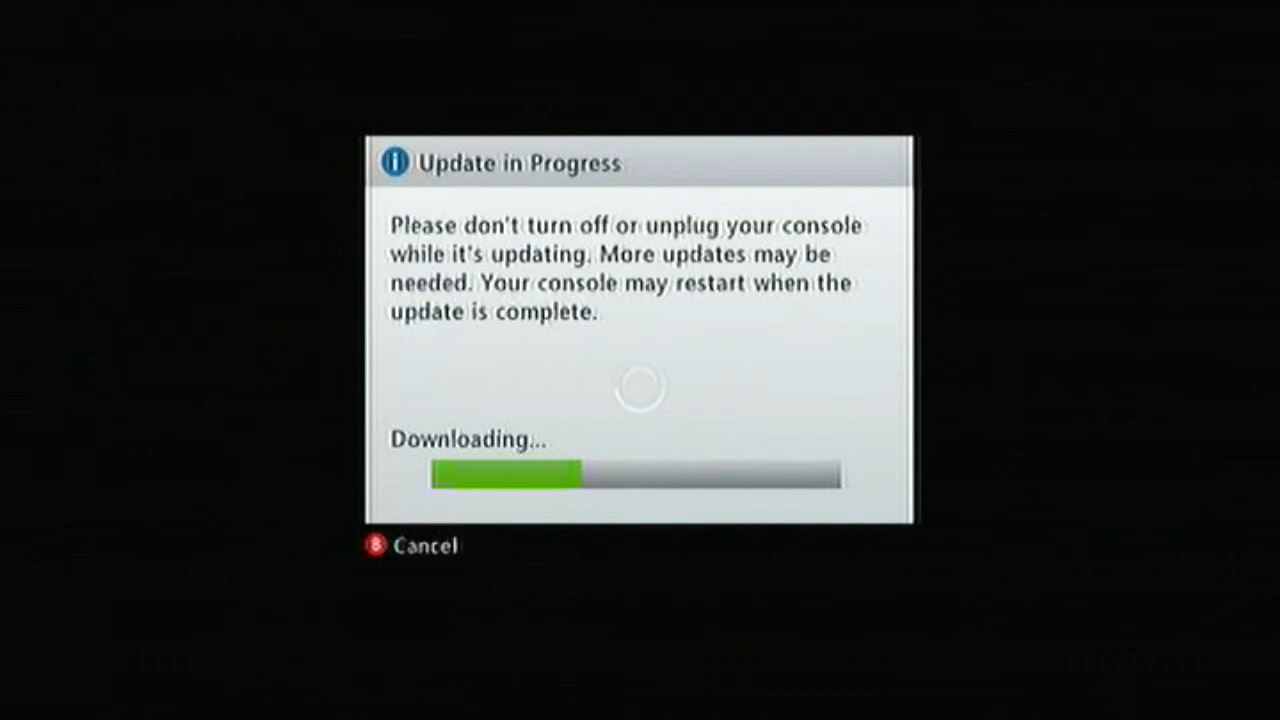 Update in Progress
Please don't turn off or unplug your console
while it's updating. More updates may be
needed. Your console may restart when the
update is complete.
Downloading...
B Cancel